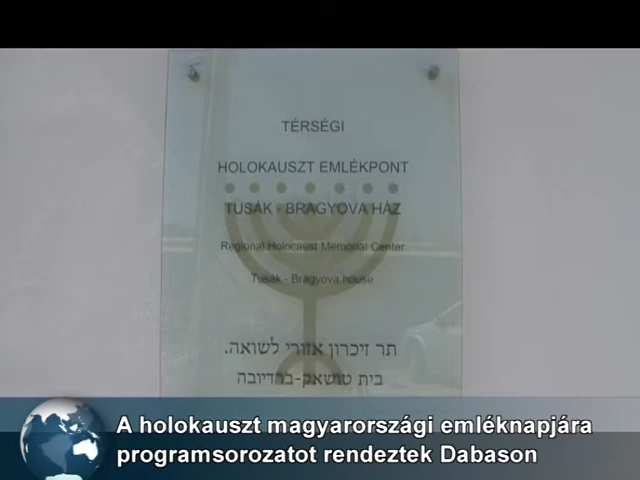 TÉRSÉGI
HOLOKAUSZT EMLÉKPONT
TUSÁK - BRAGYOVA HÁZ
Regional Holocaust Memorial Center
Tusák - Bragyova house
תר זיכרון אזורי לשואה.
בית טושאק-ברדיובה
A holokauszt magyarországi emléknapjára
programsorozatot rendeztek Dabason